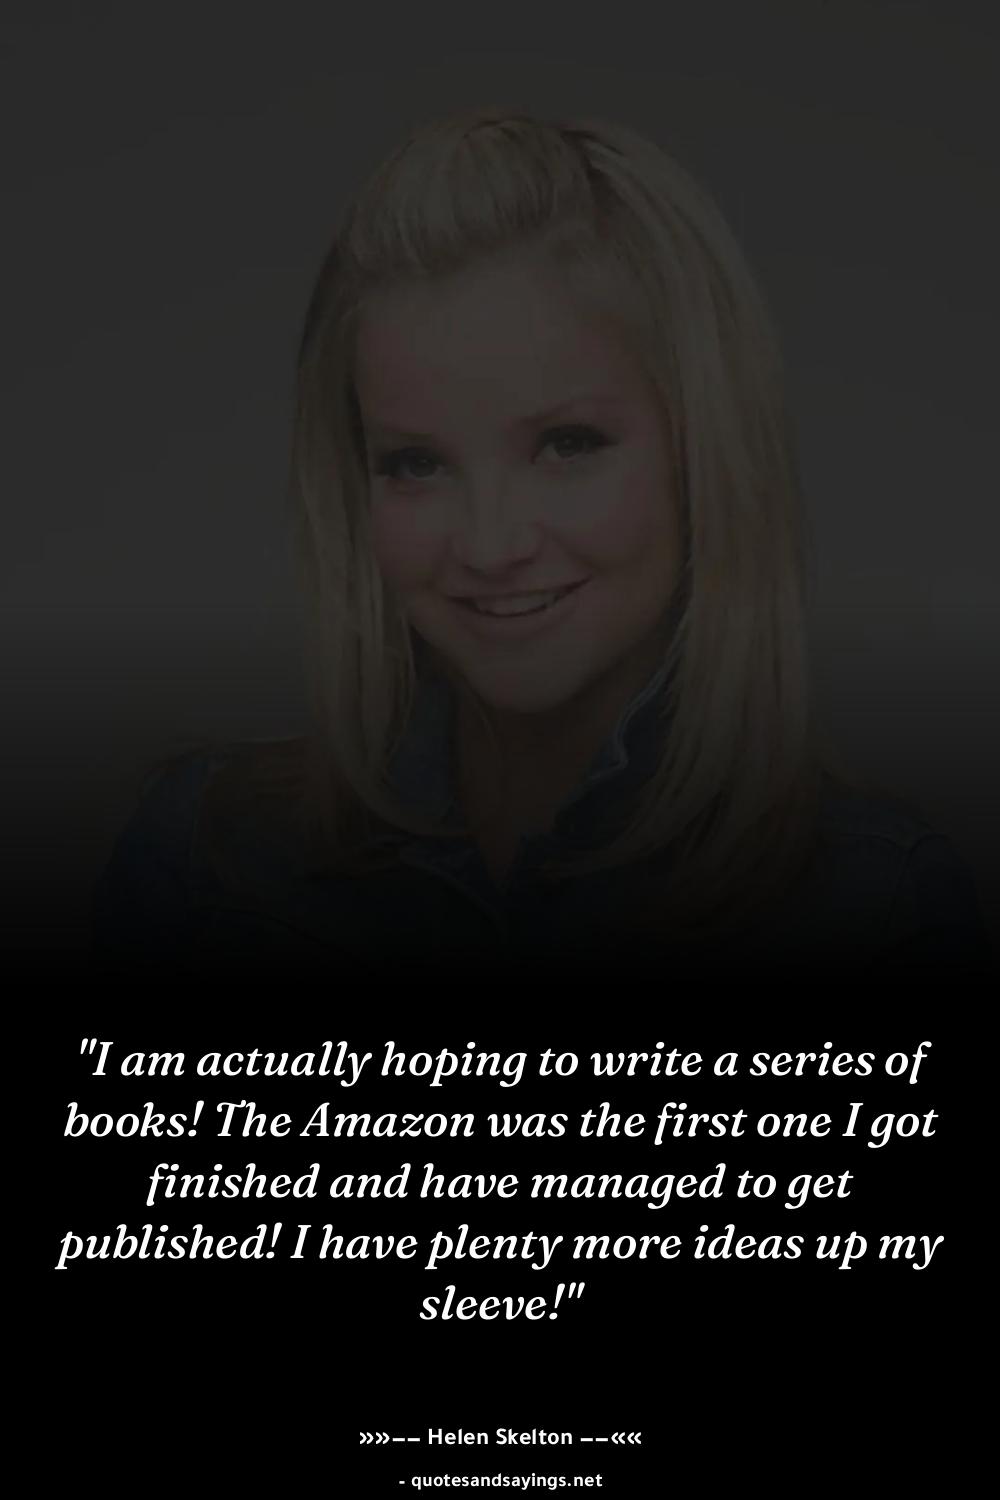 "I am actually hoping to write a series of
books! The Amazon was the first one I got
finished and have managed to get
published! I have plenty more ideas up my
sleeve!"
»»-- Helen Skelton --««
- quotesandsayings.net